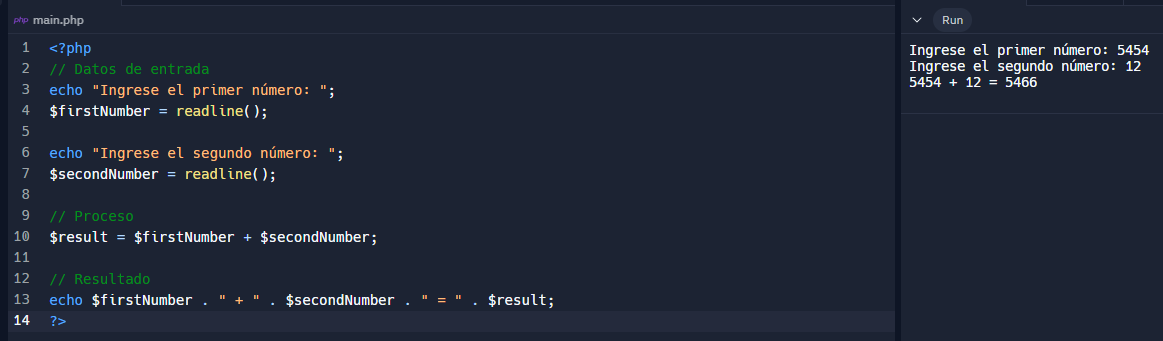 php main.php
1 <?php
2 // Datos de entrada
3 echo "Ingrese el primer número: ";
4 $firstNumber = readline();
5
6 echo "Ingrese el segundo número: ";
7 $secondNumber = readline();
8
9 // Proceso
10 $result = $firstNumber + $secondNumber;
11
12 // Resultado
13 echo $firstNumber . " + " . $secondNumber . " = " . $result;
14 ?>
Run
Ingrese el primer número: 5454
Ingrese el segundo número: 12
5454 + 12 = 5466